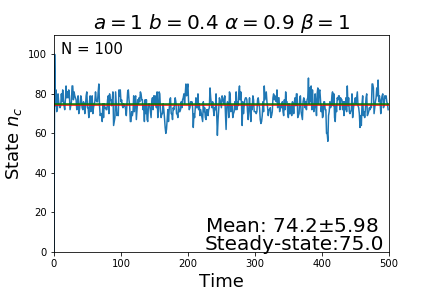 a = 1 b = 0.4 α = 0.9 β = 1
N = 100
100
80
60
40
20
0
State n_c
Mean: 74.2±5.98
Steady-state:75.0
0 100 200 300 400 500
Time